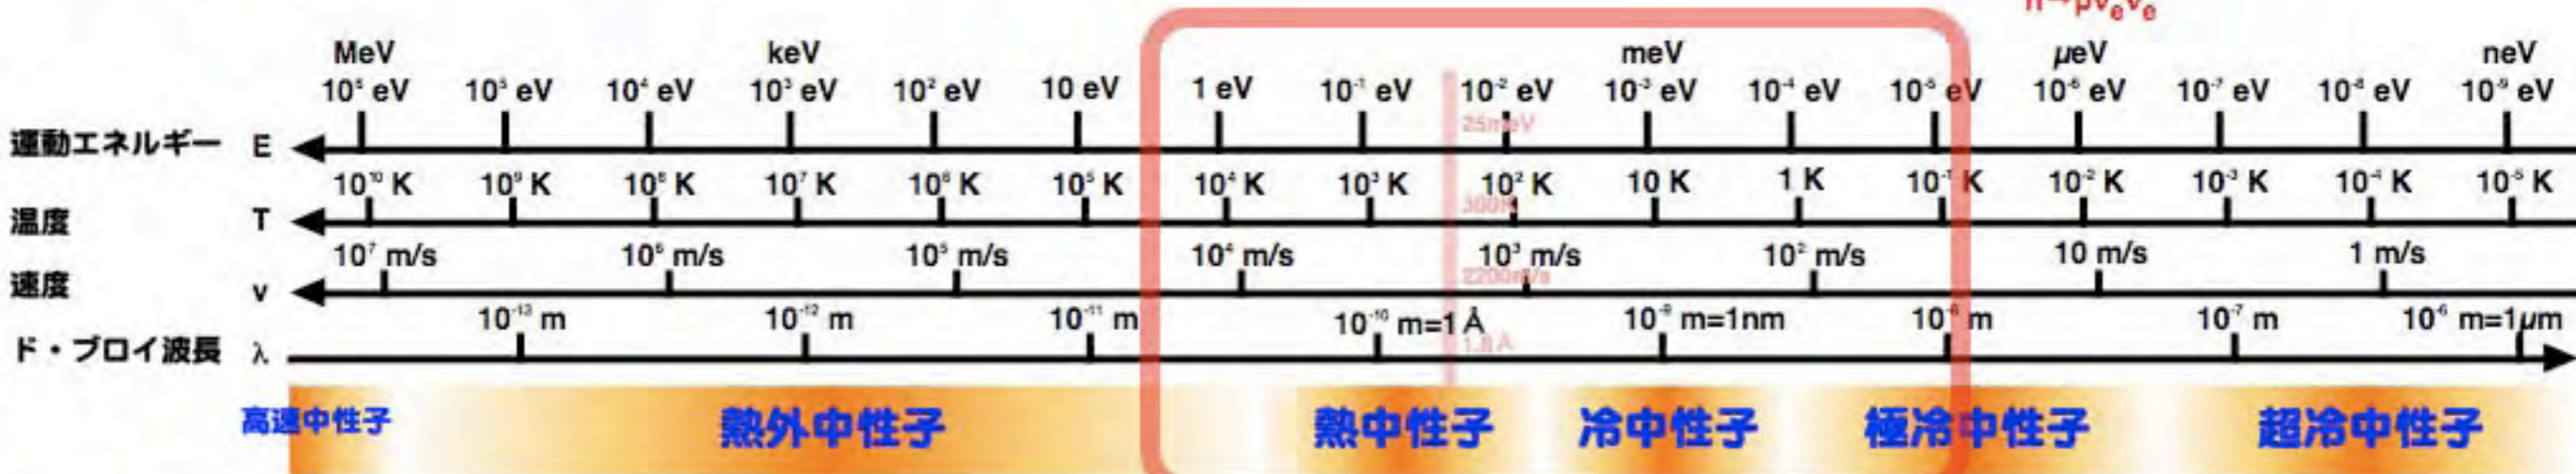 n→pν̅ₑνₑ
MeV keV meV µeV neV
10⁶ eV 10⁵ eV 10⁴ eV 10³ eV 10² eV 10 eV 1 eV 10⁻¹ eV 10⁻² eV 10⁻³ eV 10⁻⁴ eV 10⁻⁵ eV 10⁻⁶ eV 10⁻⁷ eV 10⁻⁸ eV 10⁻⁹ eV
25meV
運動エネルギー E
10¹⁰ K 10⁹ K 10⁸ K 10⁷ K 10⁶ K 10⁵ K 10⁴ K 10³ K 10² K 10 K 1 K 10⁻¹ K 10⁻² K 10⁻³ K 10⁻⁴ K 10⁻⁵ K
300K
温度 T
10⁷ m/s 10⁶ m/s 10⁵ m/s 10⁴ m/s 10³ m/s 10² m/s 10 m/s 1 m/s
2200m/s
速度 v
10⁻¹³ m 10⁻¹² m 10⁻¹¹ m 10⁻¹⁰ m=1 Å 10⁻⁹ m=1nm 10⁻⁸ m 10⁻⁷ m 10⁻⁶ m=1µm
1.8Å
ド・ブロイ波長 λ
高速中性子 熱外中性子 熱中性子 冷中性子 極冷中性子 超冷中性子